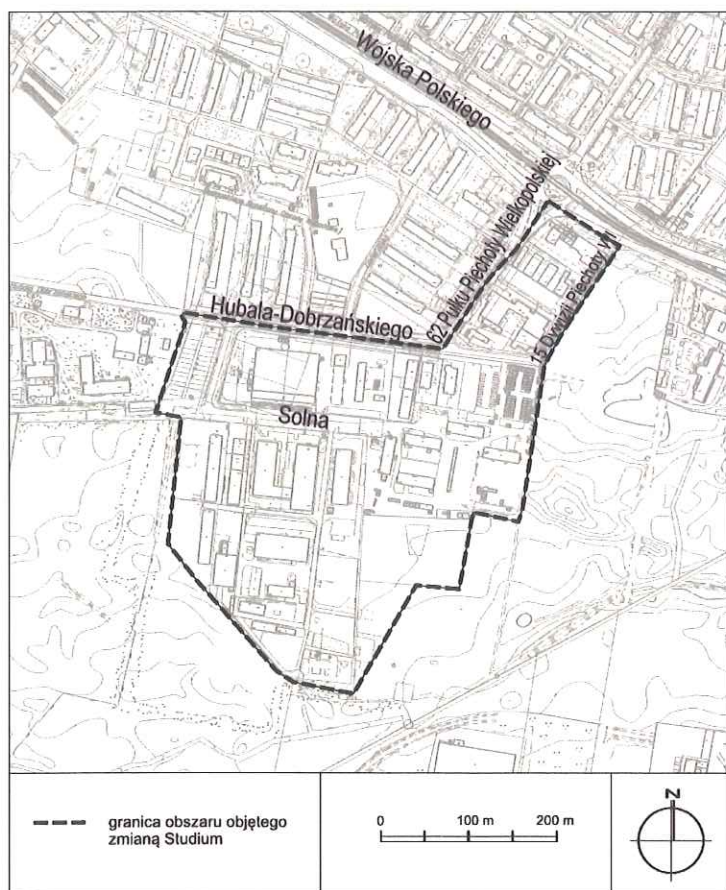 Wojska Polskiego
62 Pułku Piechoty Wielkopolskiej
15 Dywizji Piechoty Wl
Hubala-Dobrzańskiego
Solna
granica obszaru objętego
zmianą Studium
0 100 m 200 m
N